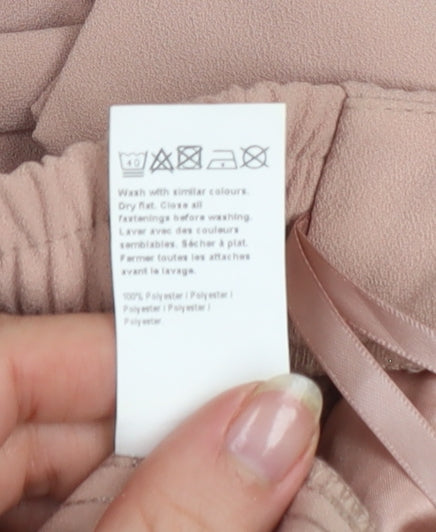 40
Wash with similar colours.
Dry flat. Close all
fastenings before washing.
Laver avec des couleurs
semblables. Sécher à plat.
Fermer toutes les attaches
avant le lavage.
100% Polyester / Polyester /
Polyester / Polyester /
Polyester